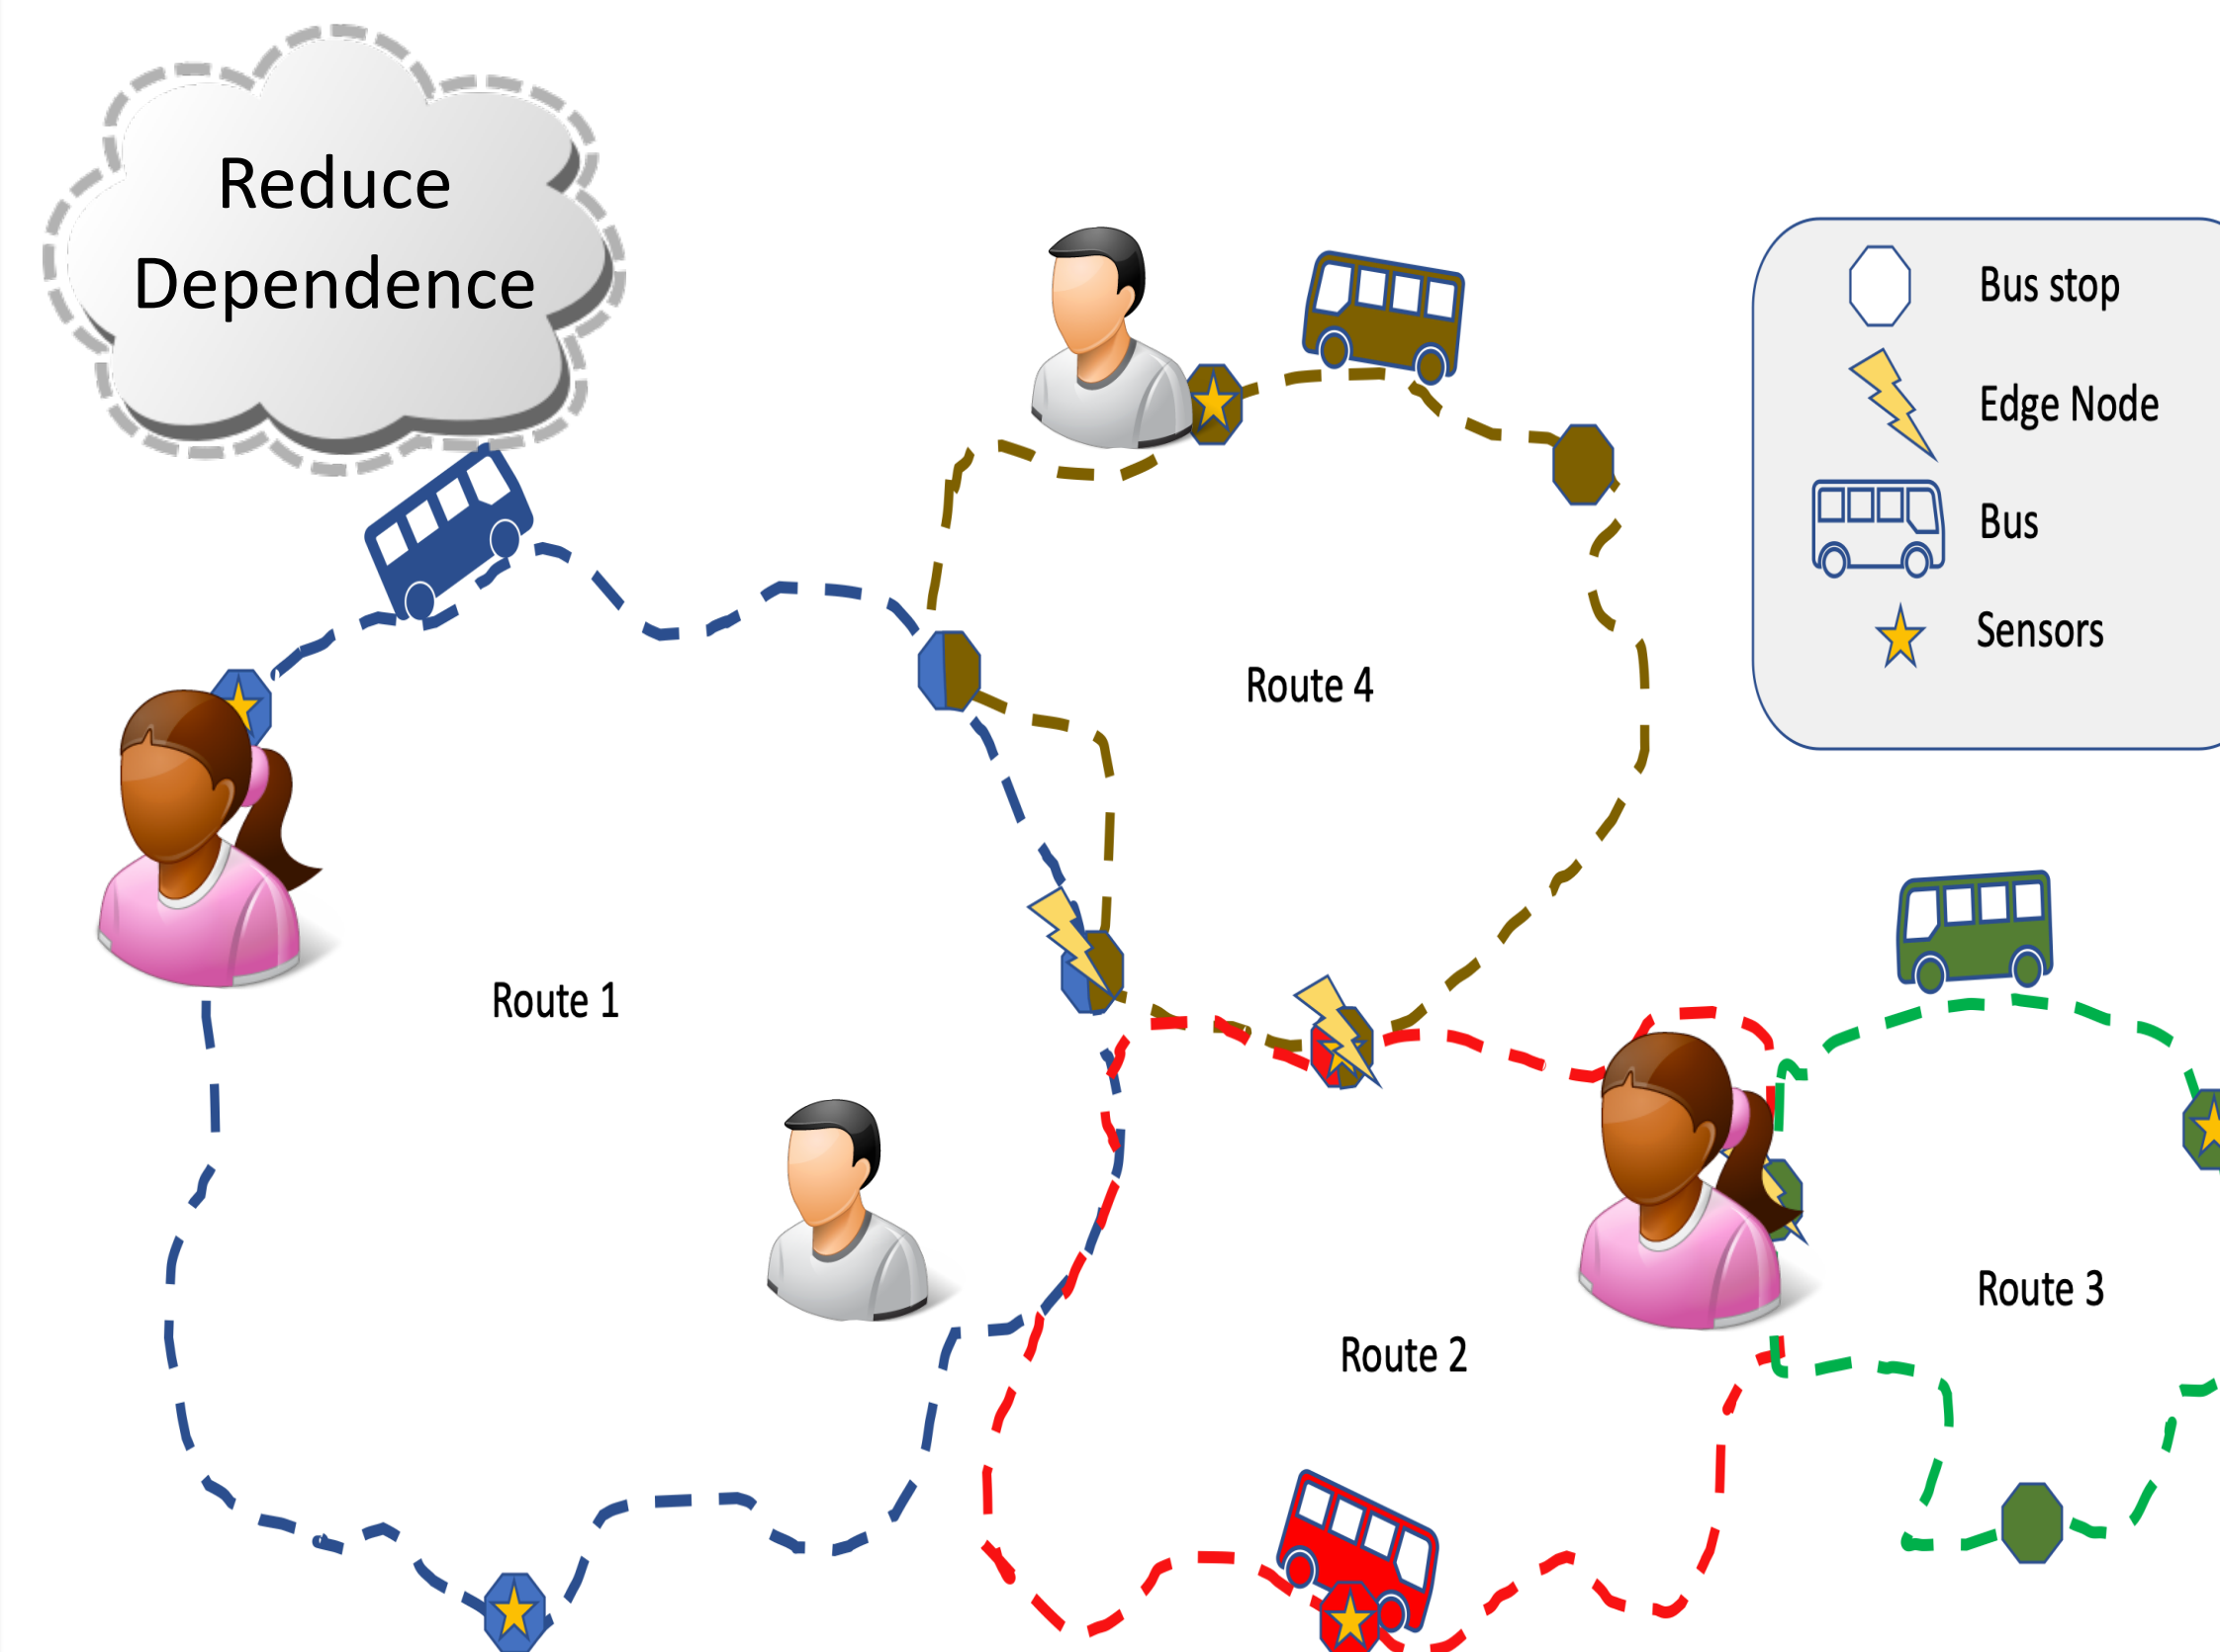 Reduce
Dependence
Bus stop
Edge Node
Bus
Sensors
Route 4
Route 1
Route 3
Route 2